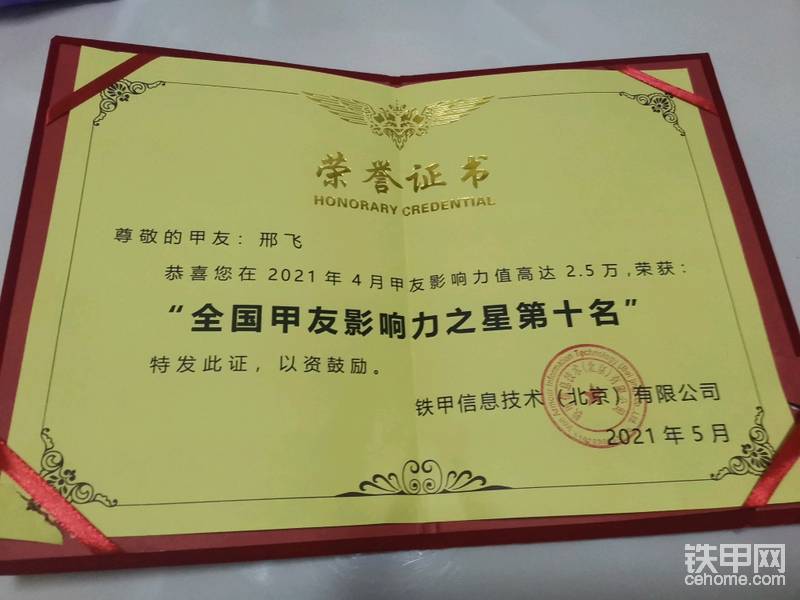 荣誉证书
HONORARY CREDENTIAL
尊敬的甲友：邢飞
恭喜您在2021年4月甲友影响力值高达2.5万,荣获：
“全国甲友影响力之星第十名”
特发此证，以资鼓励。
铁甲信息技术（北京）有限公司
2021年5月
铁甲网
cehome.com